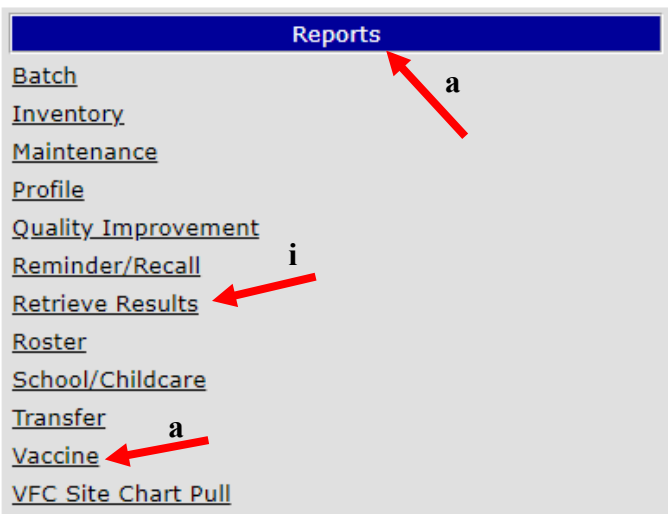 Reports
a
Batch
Inventory
Maintenance
Profile
Quality Improvement
i
Reminder/Recall
Retrieve Results
Roster
School/Childcare
Transfer
a
Vaccine
VFC Site Chart Pull